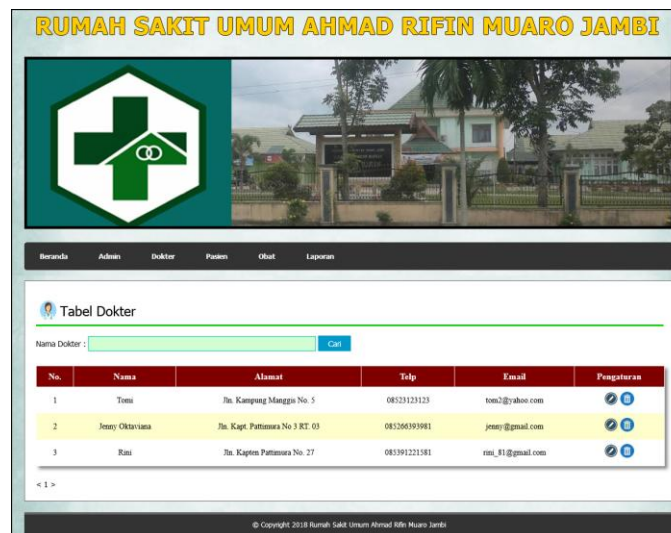 RUMAH SAKIT UMUM AHMAD RIFIN MUARO JAMBI
Beranda Admin Dokter Pasien Obat Laporan
Tabel Dokter
Nama Dokter : Cari
No. Nama Alamat Telp Email Pengaturan
1 Tomi Jln. Kampung Manggis No. 5 08523123123 tom2@yahoo.com
2 Jenny Oktaviana Jln. Kapt. Pattimura No 3 RT. 03 085266393981 jenny@gmail.com
3 Rini Jln. Kapten Pattimura No. 27 085391221581 rini_81@gmail.com
< 1 >
© Copyright 2018 Rumah Sakit Umum Ahmad Rifin Muaro Jambi